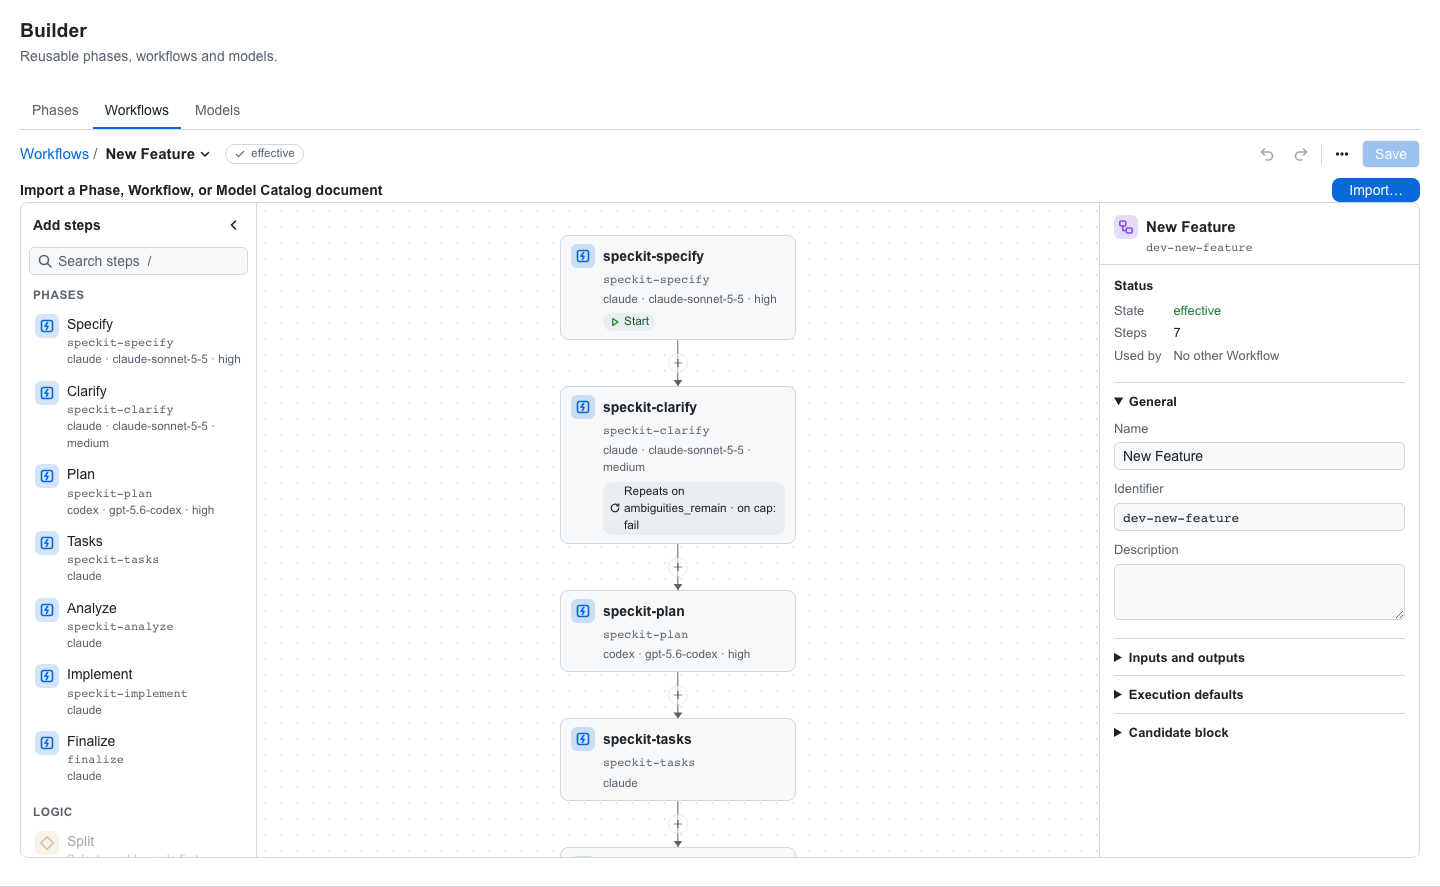 Builder
Reusable phases, workflows and models.
Phases
Workflows
Models
Workflows / New Feature
effective
Save
Import a Phase, Workflow, or Model Catalog document
Import…
Add steps
Search steps /
PHASES
Specify
speckit-specify
claude · claude-sonnet-5-5 · high
Clarify
speckit-clarify
claude · claude-sonnet-5-5 ·
medium
Plan
speckit-plan
codex · gpt-5.6-codex · high
Tasks
speckit-tasks
claude
Analyze
speckit-analyze
claude
Implement
speckit-implement
claude
Finalize
finalize
claude
LOGIC
Split
speckit-specify
speckit-specify
claude · claude-sonnet-5-5 · high
Start
speckit-clarify
speckit-clarify
claude · claude-sonnet-5-5 ·
medium
Repeats on
ambiguities_remain · on cap:
fail
speckit-plan
speckit-plan
codex · gpt-5.6-codex · high
speckit-tasks
speckit-tasks
claude
New Feature
dev-new-feature
Status
State effective
Steps 7
Used by No other Workflow
General
Name
New Feature
Identifier
dev-new-feature
Description
Inputs and outputs
Execution defaults
Candidate block